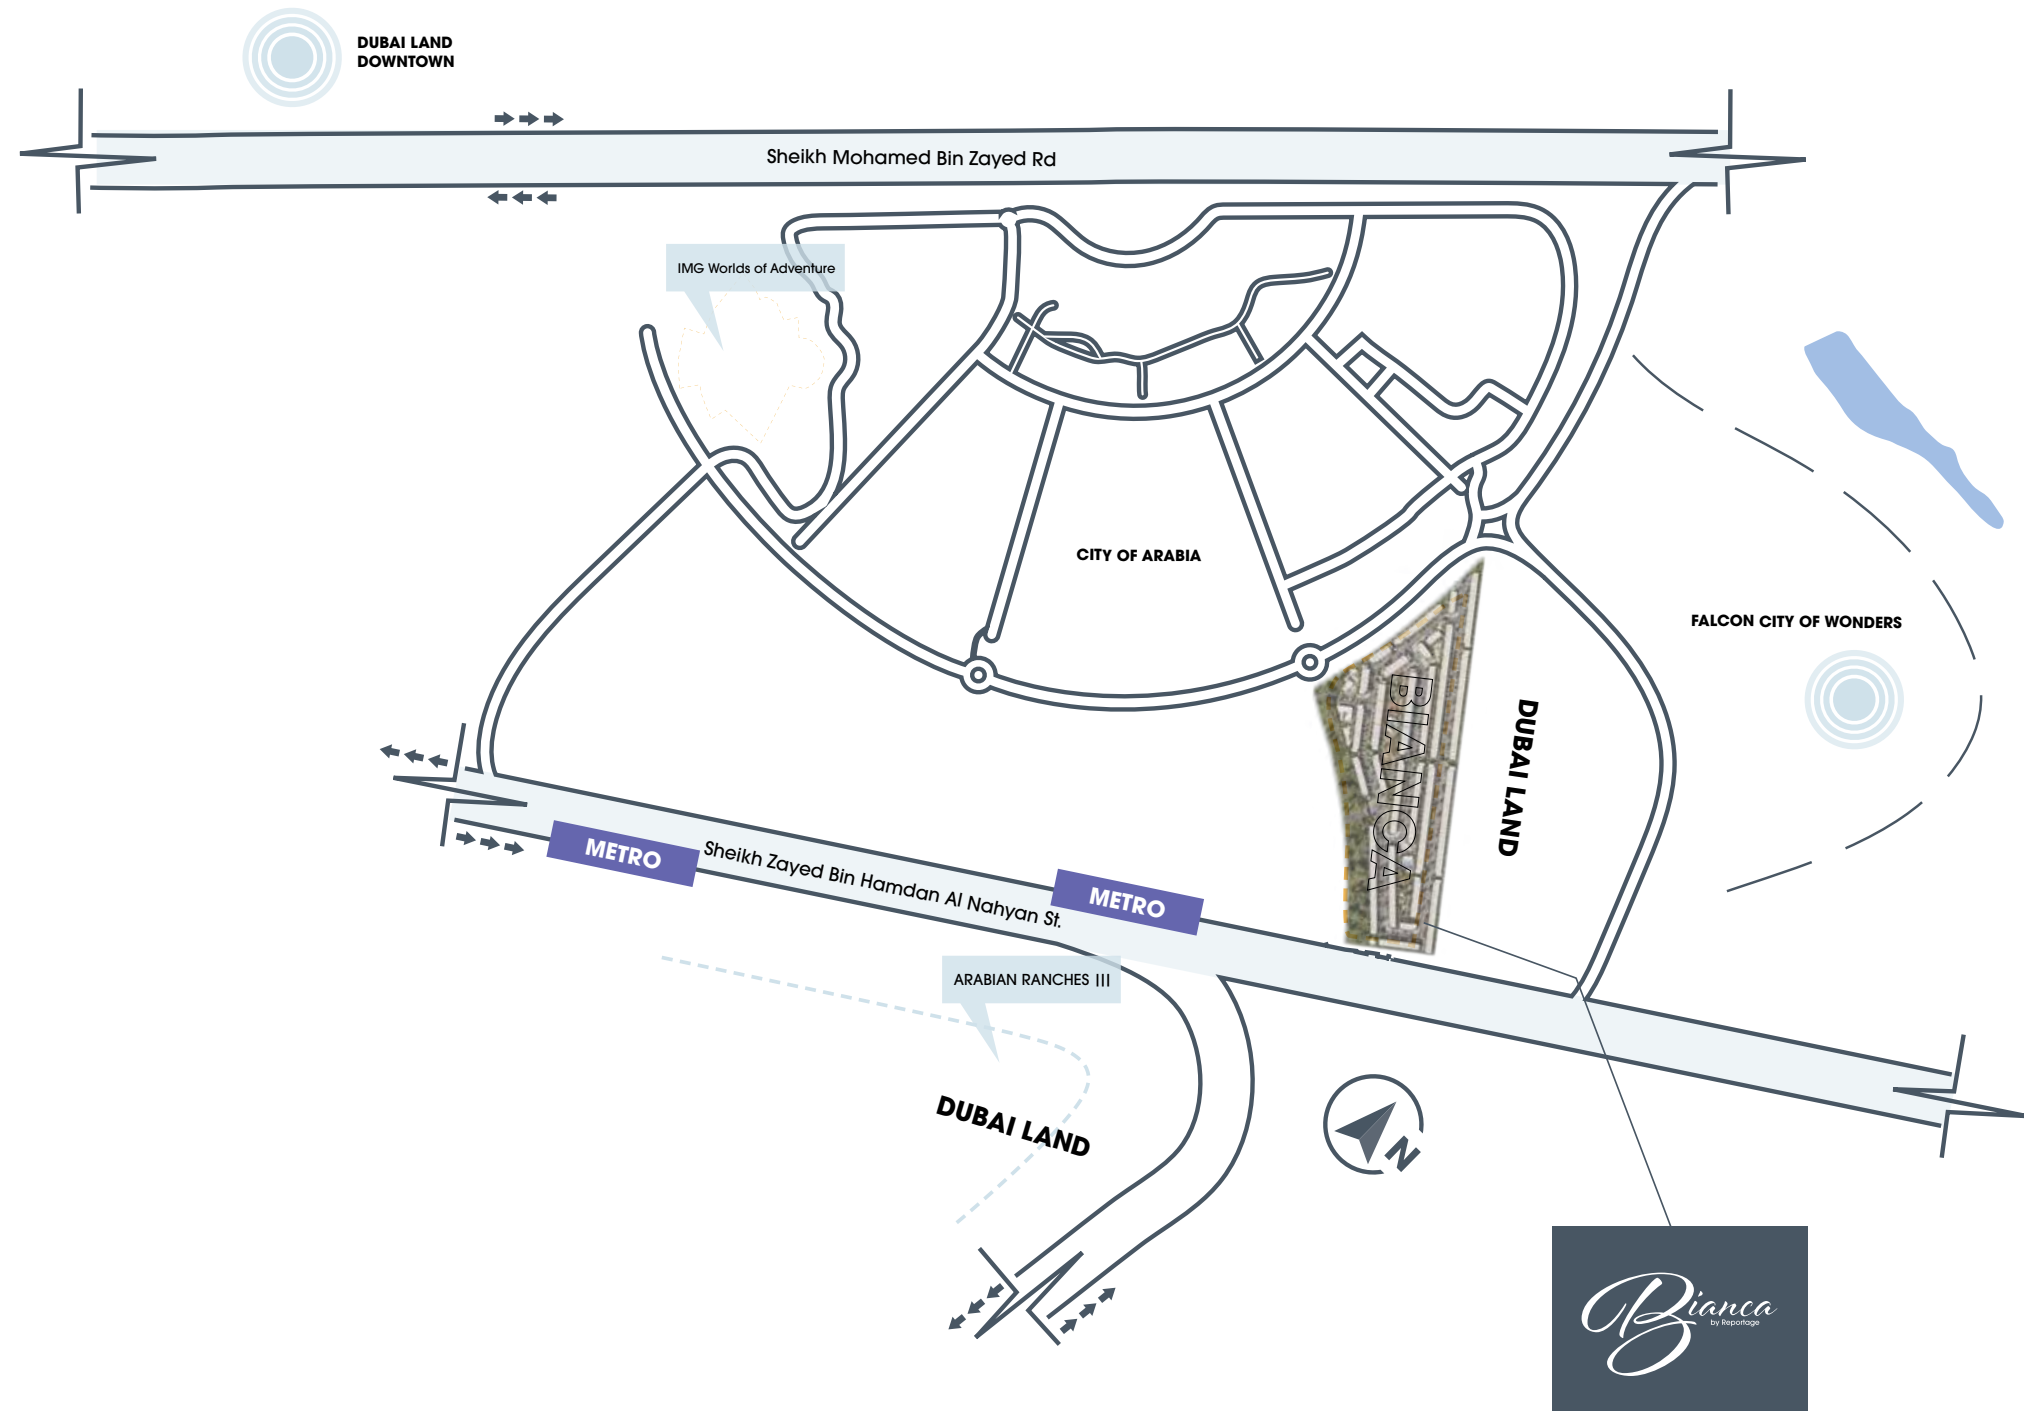 DUBAI LAND
DOWNTOWN
Sheikh Mohamed Bin Zayed Rd
IMG Worlds of Adventure
CITY OF ARABIA
FALCON CITY OF WONDERS
BIANCA
DUBAI LAND
METRO
Sheikh Zayed Bin Hamdan Al Nahyan St.
METRO
ARABIAN RANCHES III
DUBAI LAND
N
Bianca
by Reportage